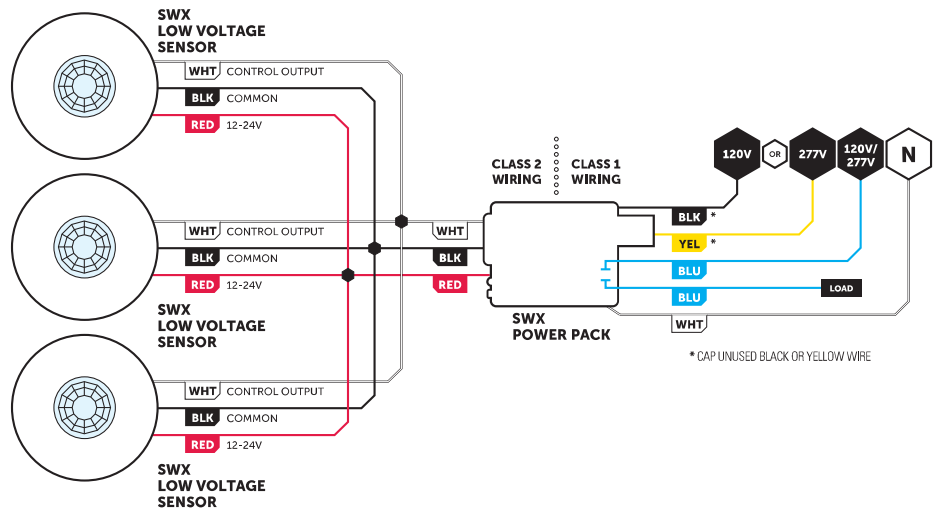 SWX
LOW VOLTAGE
SENSOR
WHT CONTROL OUTPUT
BLK COMMON
RED 12-24V
WHT CONTROL OUTPUT
BLK COMMON
RED 12-24V
SWX
LOW VOLTAGE
SENSOR
WHT CONTROL OUTPUT
BLK COMMON
RED 12-24V
SWX
LOW VOLTAGE
SENSOR
WHT
BLK
RED
CLASS 2
WIRING
CLASS 1
WIRING
SWX
POWER PACK
120V OR 277V 120V/
277V N
BLK *
YEL *
BLU
BLU LOAD
WHT
* CAP UNUSED BLACK OR YELLOW WIRE